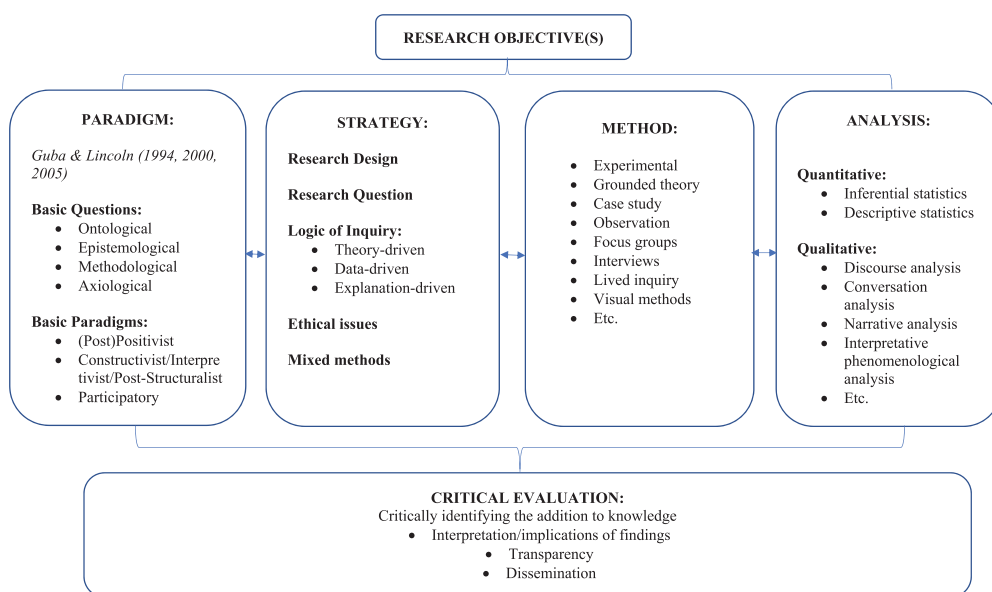 RESEARCH OBJECTIVE(S)
PARADIGM:
Guba & Lincoln (1994, 2000,
2005)
Basic Questions:
• Ontological
• Epistemological
• Methodological
• Axiological
Basic Paradigms:
• (Post)Positivist
• Constructivist/Interpre
tivist/Post-Structuralist
• Participatory
STRATEGY:
Research Design
Research Question
Logic of Inquiry:
• Theory-driven
• Data-driven
• Explanation-driven
Ethical issues
Mixed methods
METHOD:
• Experimental
• Grounded theory
• Case study
• Observation
• Focus groups
• Interviews
• Lived inquiry
• Visual methods
• Etc.
ANALYSIS:
Quantitative:
• Inferential statistics
• Descriptive statistics
Qualitative:
• Discourse analysis
• Conversation
analysis
• Narrative analysis
• Interpretative
phenomenological
analysis
• Etc.
CRITICAL EVALUATION:
Critically identifying the addition to knowledge
• Interpretation/implications of findings
• Transparency
• Dissemination